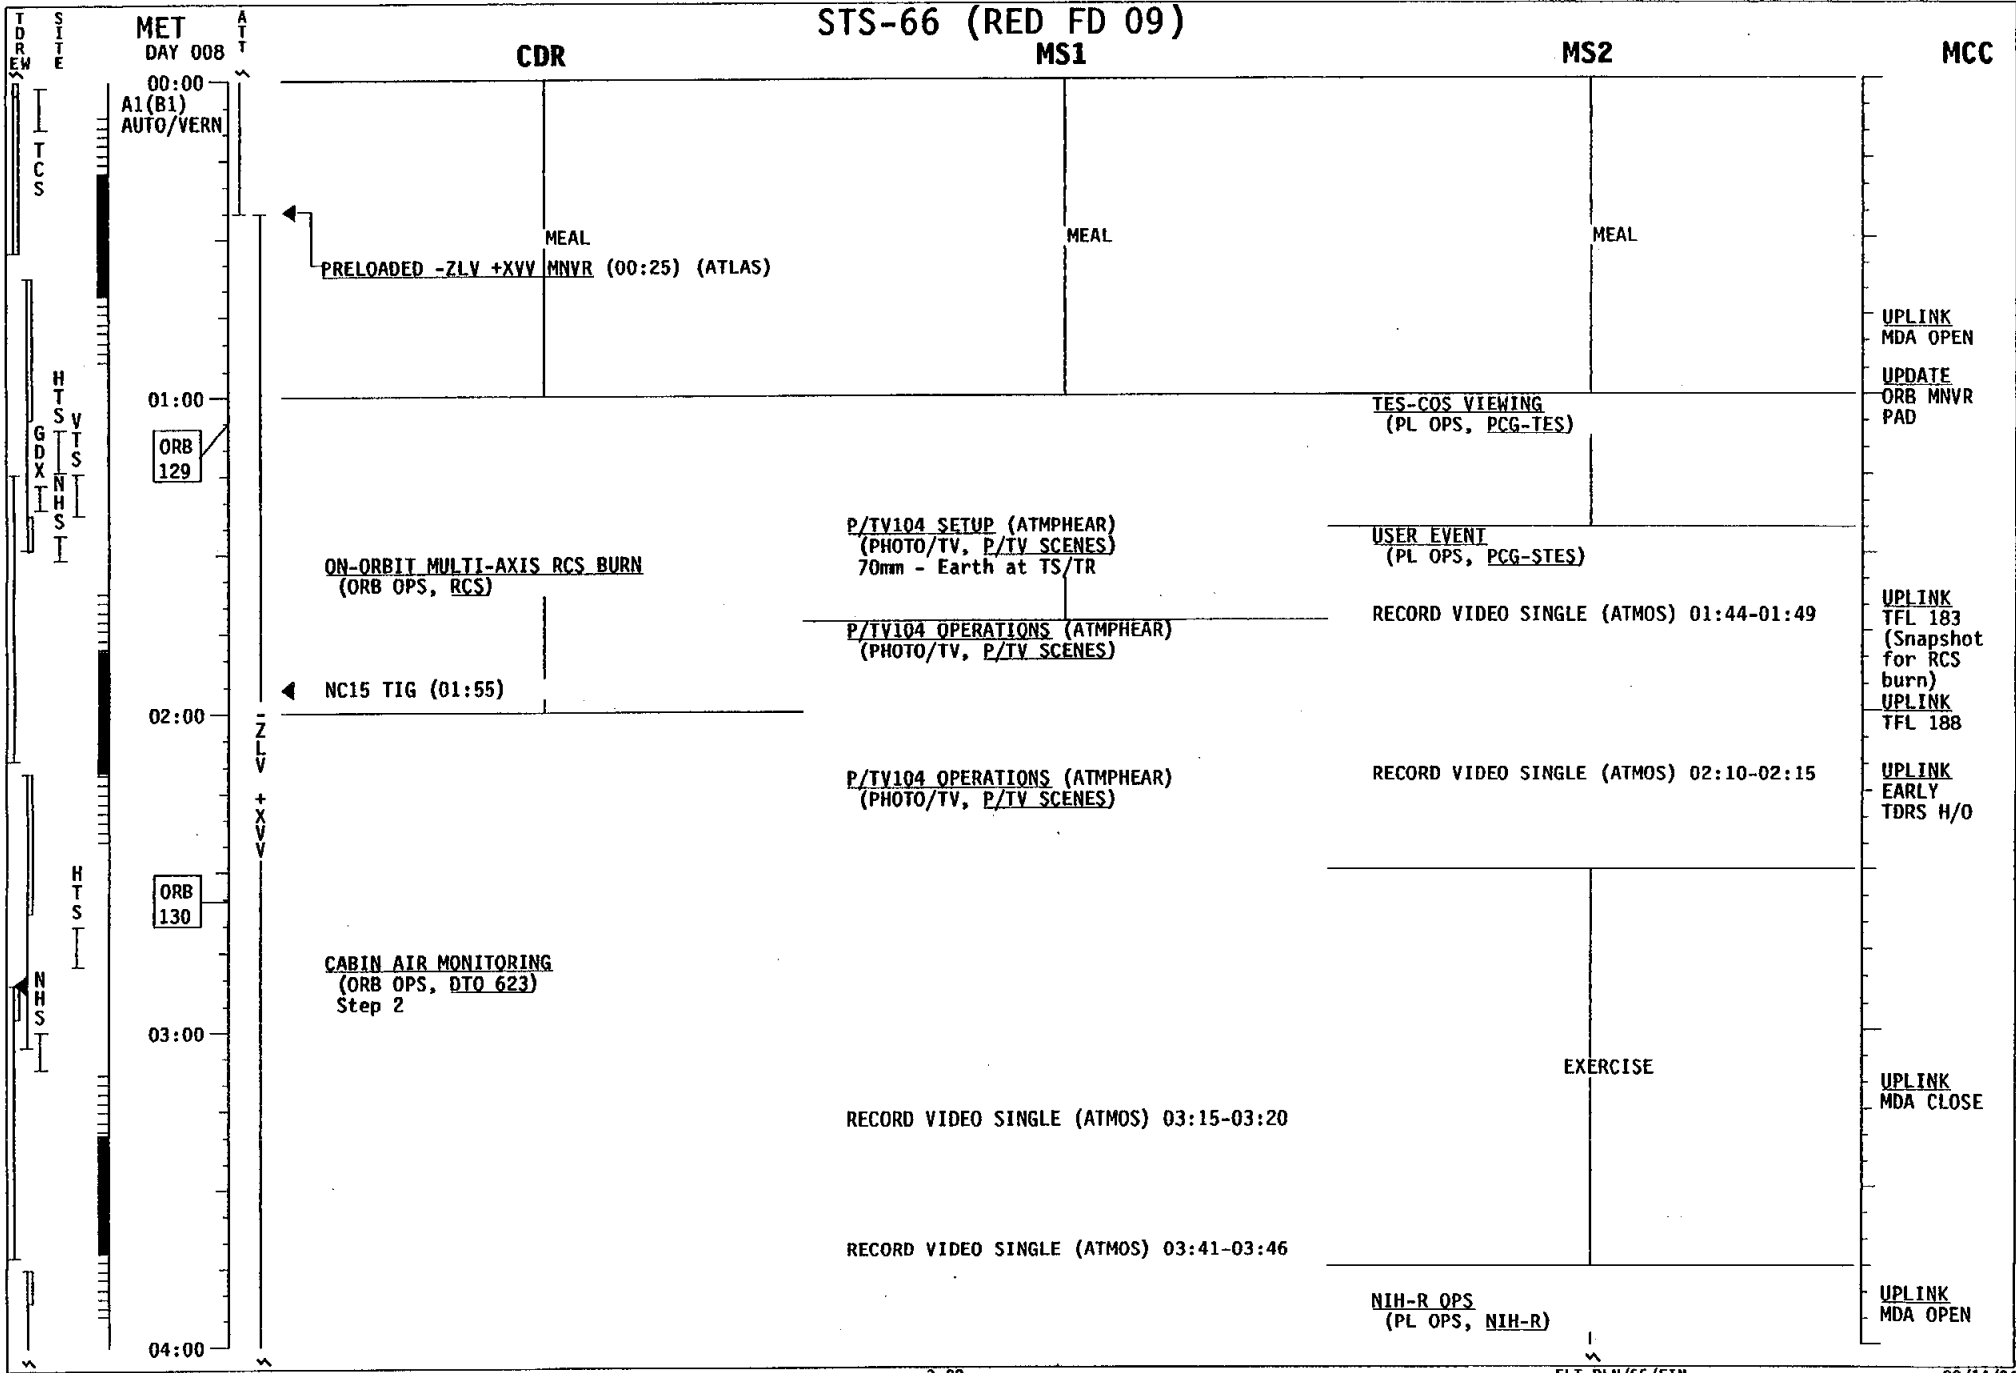 STS-66 (RED FD 09)
TDRE W
SITE
MET
DAY 008
ATT
CDR
MS1
MS2
MCC
00:00
A1(B1)
AUTO/VERN
TCS
MEAL
MEAL
MEAL
PRELOADED -ZLV +XVV MNVR (00:25) (ATLAS)
UPLINK
MDA OPEN
UPDATE
ORB MNVR
PAD
HTS
VTS
GDX
NHS
01:00
ORB
129
TES-COS VIEWING
(PL OPS, PCG-TES)
P/TV104 SETUP (ATMPHEAR)
(PHOTO/TV, P/TV SCENES)
70mm - Earth at TS/TR
USER EVENT
(PL OPS, PCG-STES)
ON-ORBIT MULTI-AXIS RCS BURN
(ORB OPS, RCS)
RECORD VIDEO SINGLE (ATMOS) 01:44-01:49
UPLINK
TFL 183
(Snapshot
for RCS
burn)
P/TV104 OPERATIONS (ATMPHEAR)
(PHOTO/TV, P/TV SCENES)
NC15 TIG (01:55)
UPLINK
TFL 188
02:00
-ZLV +XVV
P/TV104 OPERATIONS (ATMPHEAR)
(PHOTO/TV, P/TV SCENES)
RECORD VIDEO SINGLE (ATMOS) 02:10-02:15
UPLINK
EARLY
TDRS H/O
HTS
ORB
130
CABIN AIR MONITORING
(ORB OPS, DTO 623)
Step 2
NHS
03:00
EXERCISE
UPLINK
MDA CLOSE
RECORD VIDEO SINGLE (ATMOS) 03:15-03:20
RECORD VIDEO SINGLE (ATMOS) 03:41-03:46
NIH-R OPS
(PL OPS, NIH-R)
UPLINK
MDA OPEN
04:00